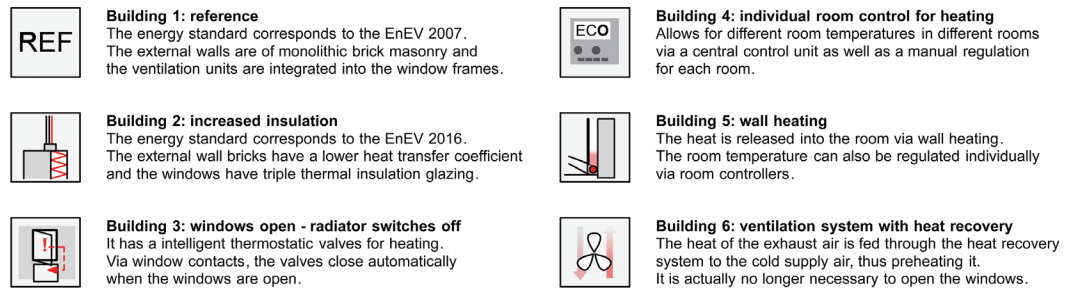 REF
Building 1: reference
The energy standard corresponds to the EnEV 2007.
The external walls are of monolithic brick masonry and
the ventilation units are integrated into the window frames.
Building 2: increased insulation
The energy standard corresponds to the EnEV 2016.
The external wall bricks have a lower heat transfer coefficient
and the windows have triple thermal insulation glazing.
!
Building 3: windows open - radiator switches off
It has a intelligent thermostatic valves for heating.
Via window contacts, the valves close automatically
when the windows are open.
ECO
Building 4: individual room control for heating
Allows for different room temperatures in different rooms
via a central control unit as well as a manual regulation
for each room.
Building 5: wall heating
The heat is released into the room via wall heating.
The room temperature can also be regulated individually
via room controllers.
Building 6: ventilation system with heat recovery
The heat of the exhaust air is fed through the heat recovery
system to the cold supply air, thus preheating it.
It is actually no longer necessary to open the windows.